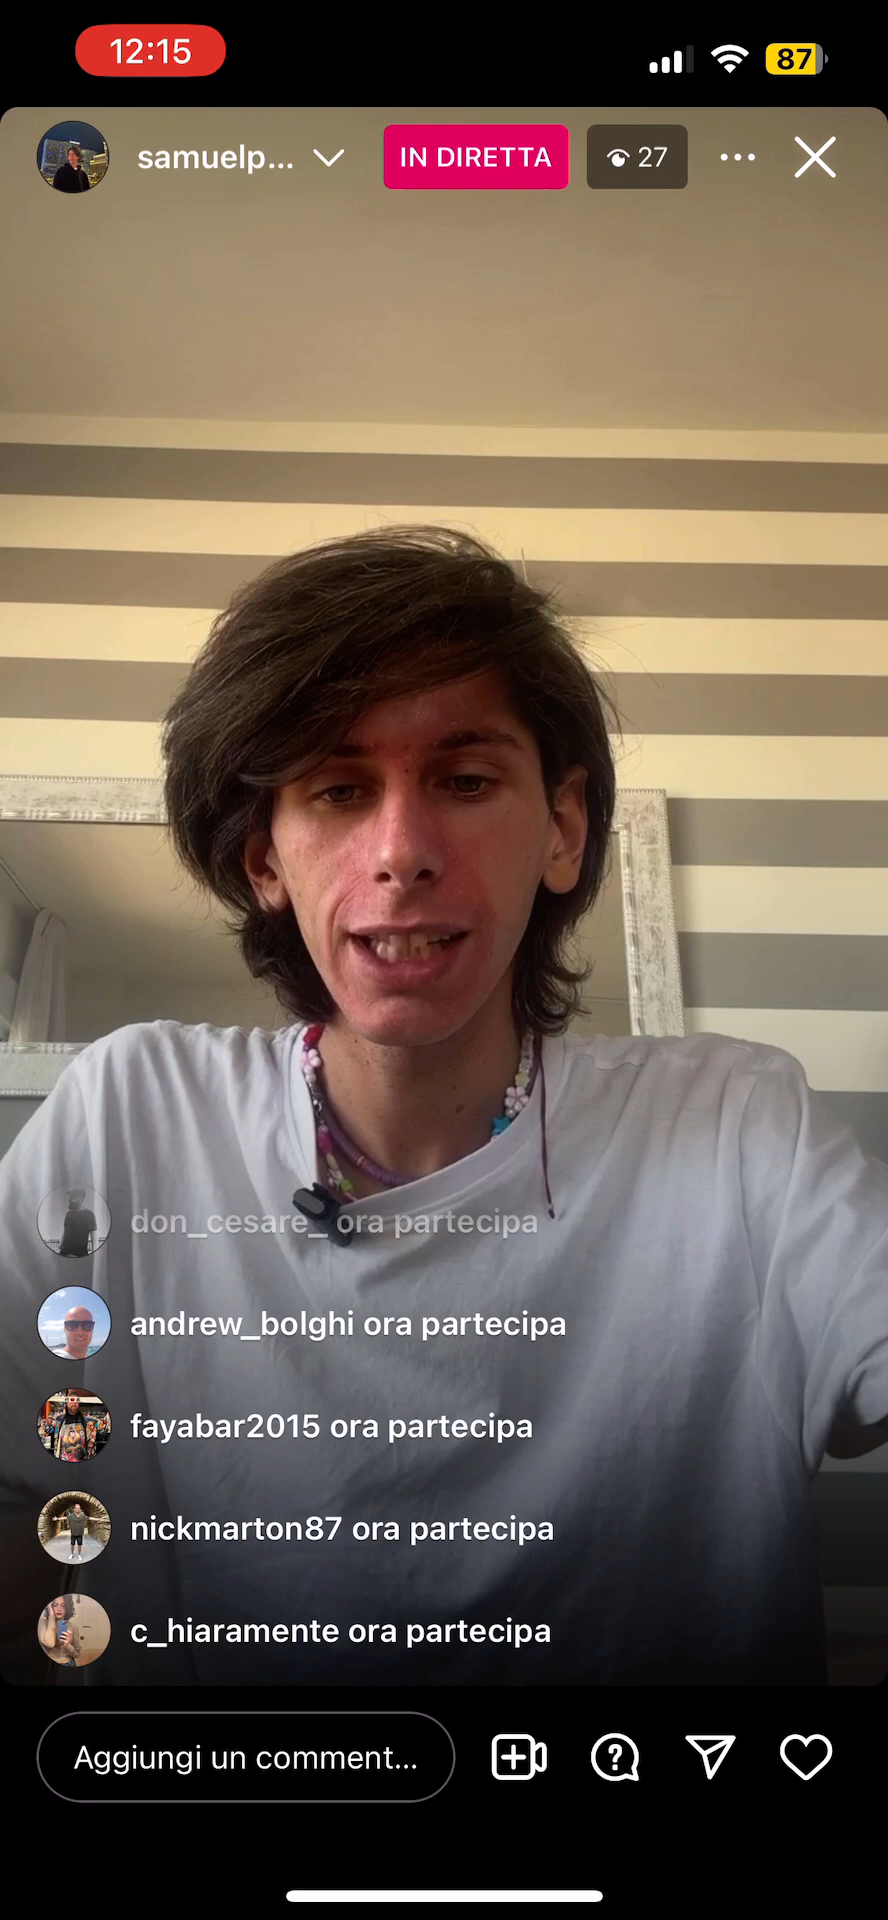 12:15
87
samuelp...
IN DIRETTA
27
don_cesare_ ora partecipa
andrew_bolghi ora partecipa
fayabar2015 ora partecipa
nickmarton87 ora partecipa
c_hiaramente ora partecipa
Aggiungi un comment...